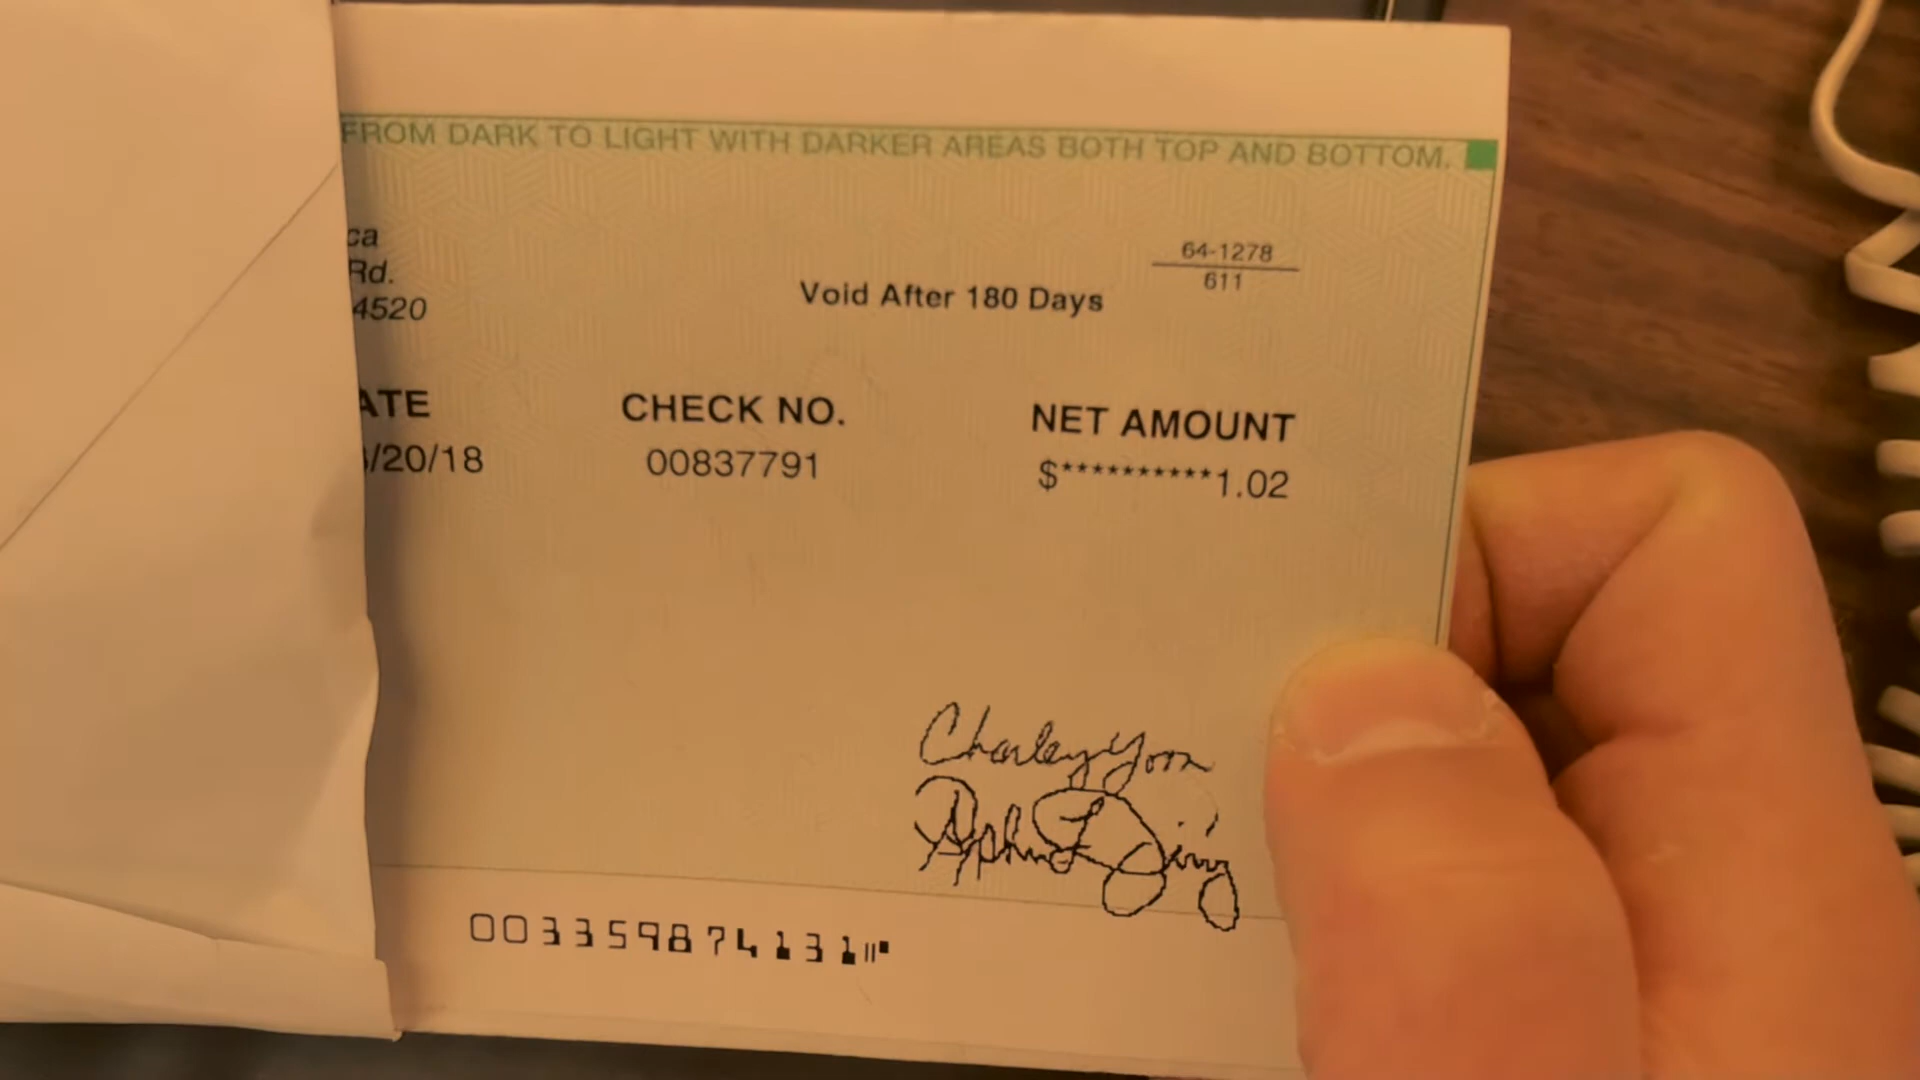 FROM DARK TO LIGHT WITH DARKER AREAS BOTH TOP AND BOTTOM.
ca
Rd.
4520
Void After 180 Days
64-1278
611
ATE
/20/18
CHECK NO.
00837791
NET AMOUNT
$**********1.02
Charley Yoon
003359874131⑈